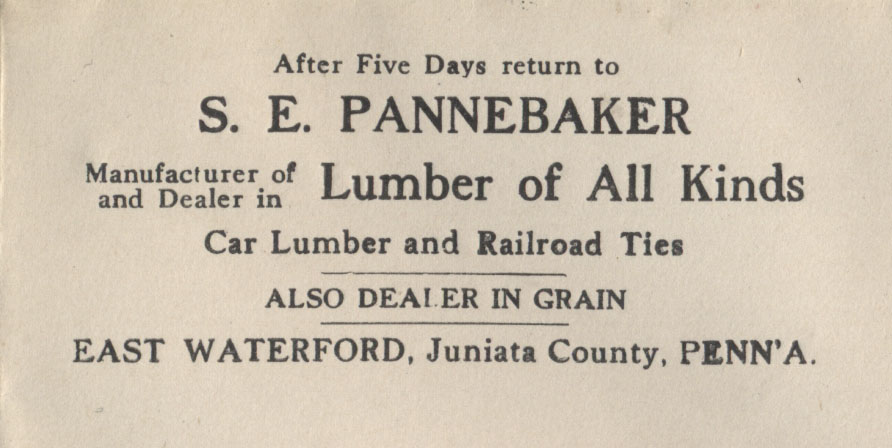 After Five Days return to
S. E. PANNEBAKER
Manufacturer of
and Dealer in
Lumber of All Kinds
Car Lumber and Railroad Ties
ALSO DEALER IN GRAIN
EAST WATERFORD, Juniata County, PENN'A.